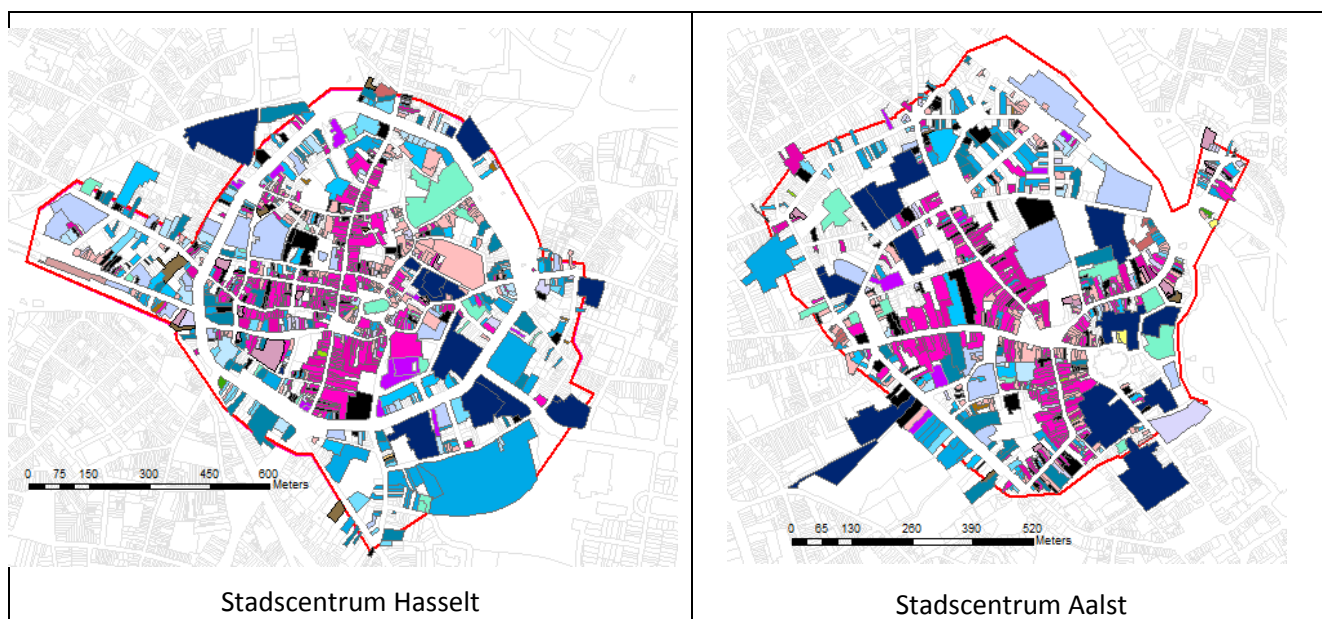 0 75 150 300 450 600
Meters
Stadscentrum Hasselt
0 65 130 260 390 520
Meters
Stadscentrum Aalst